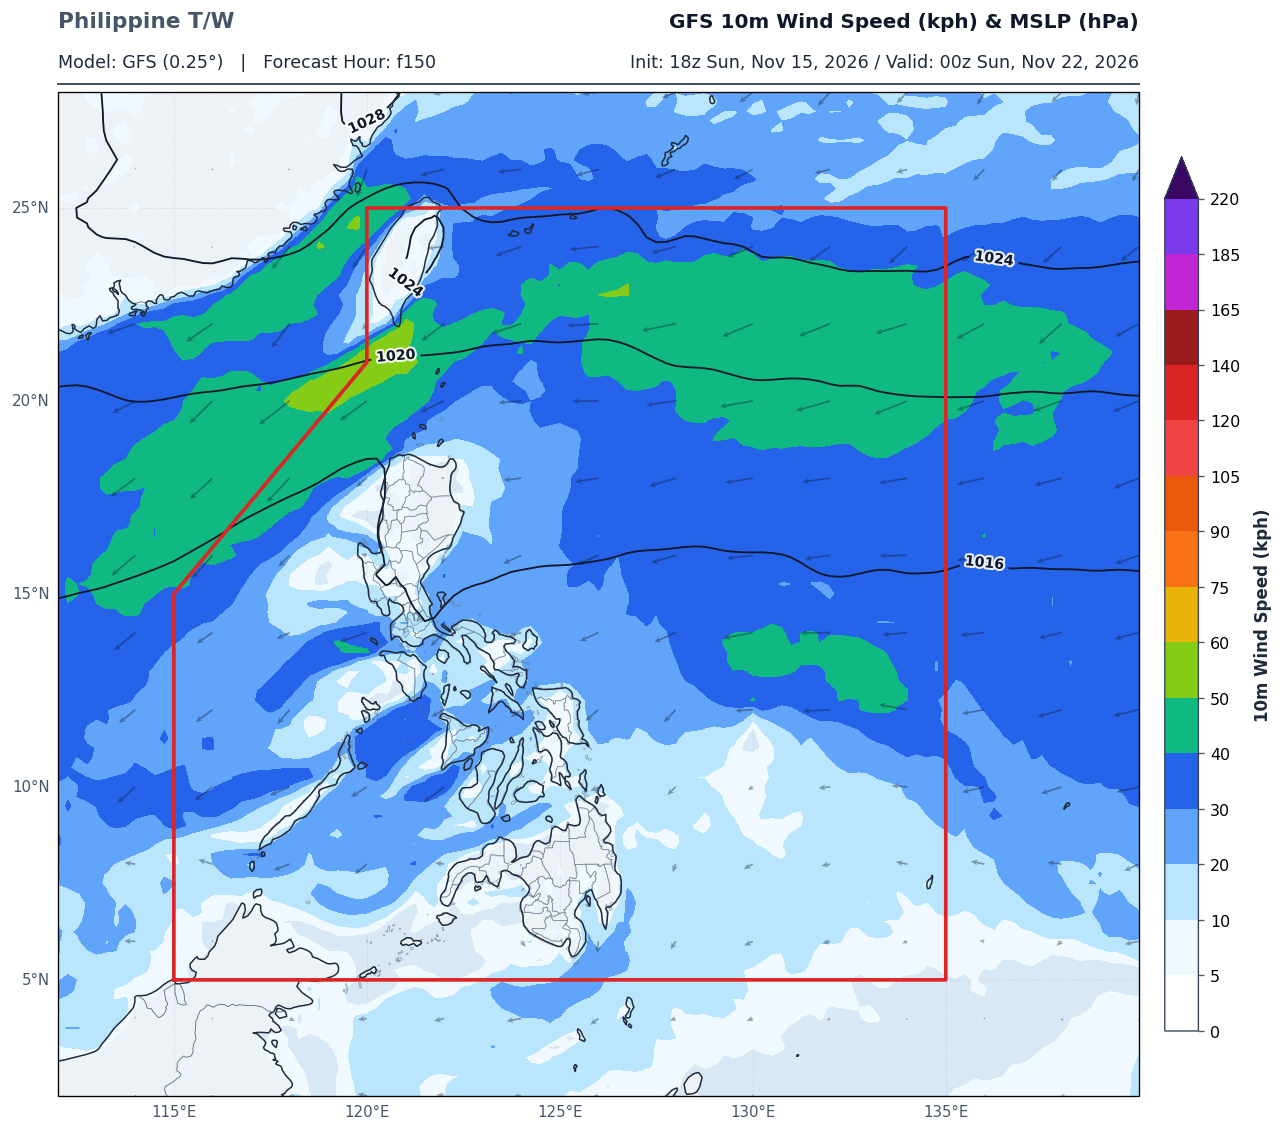 Philippine T/W
GFS 10m Wind Speed (kph) & MSLP (hPa)
Model: GFS (0.25°) | Forecast Hour: f150
Init: 18z Sun, Nov 15, 2026 / Valid: 00z Sun, Nov 22, 2026
1028
1024
1024
1020
1016
25°N
20°N
15°N
10°N
5°N
115°E
120°E
125°E
130°E
135°E
220
185
165
140
120
105
90
75
60
50
40
30
20
10
5
0
10m Wind Speed (kph)